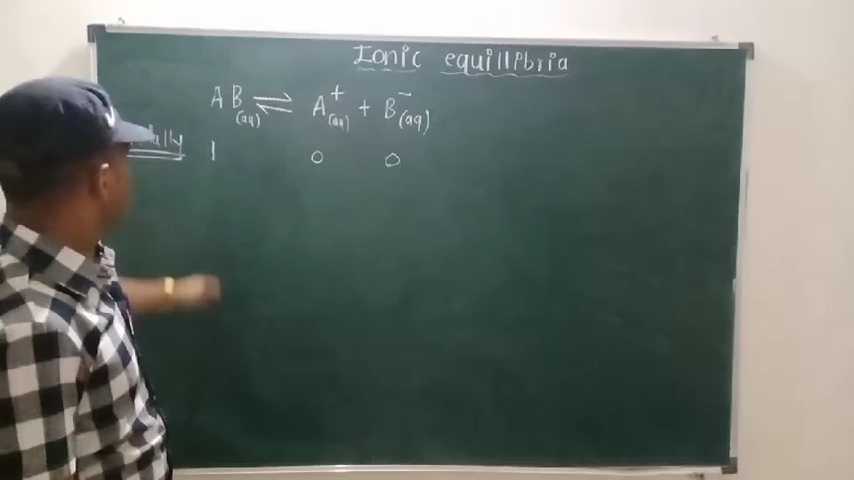 Ionic equilibria
AB(aq) ⇌ A⁺(aq) + B⁻(aq)
1 0 0